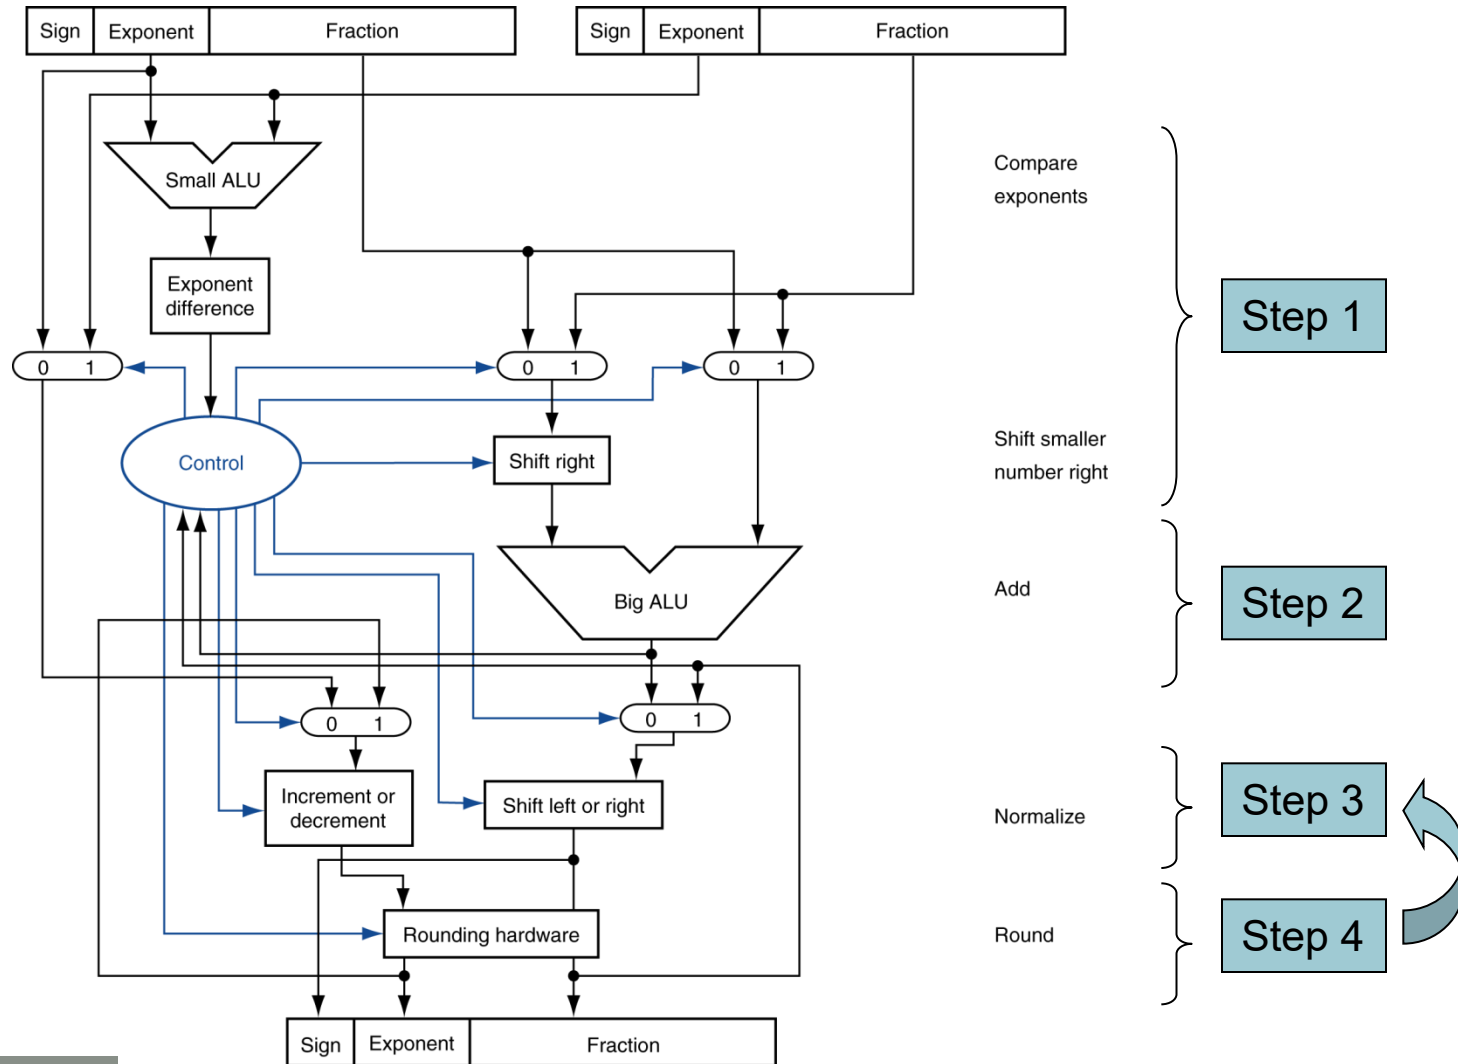 Sign Exponent Fraction Sign Exponent Fraction
Small ALU
Compare
exponents
Exponent
difference
Step 1
0 1 0 1 0 1
Control
Shift right
Shift smaller
number right
Big ALU
Add
Step 2
0 1 0 1
Increment or
decrement
Shift left or right
Normalize
Step 3
Rounding hardware
Round
Step 4
Sign Exponent Fraction